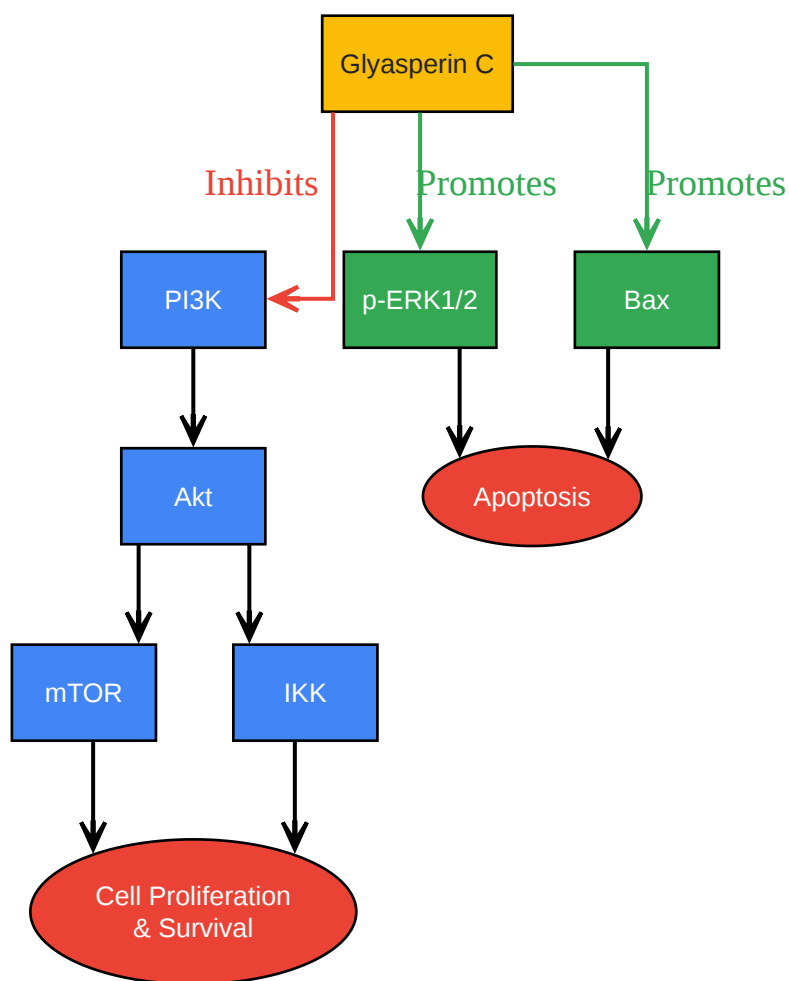 Glyasperin C
Inhibits
Promotes
Promotes
PI3K
p-ERK1/2
Bax
Akt
Apoptosis
mTOR
IKK
Cell Proliferation
& Survival